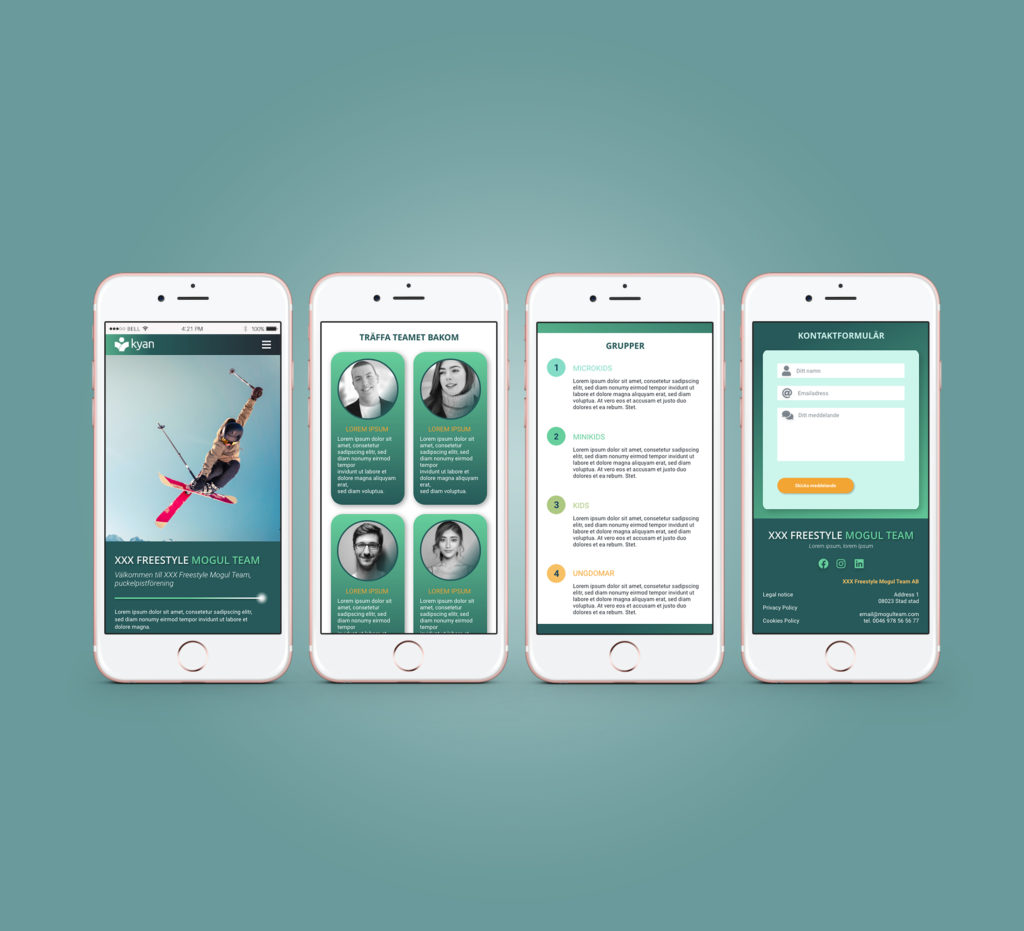 BELL
4:21 PM
100%
kyan
XXX FREESTYLE MOGUL TEAM
Välkommen till XXX Freestyle Mogul Team,
puckelpistförening
Lorem ipsum dolor sit amet, consetetur sadipscing elitr,
sed diam nonumy eirmod tempor invidunt ut labore et
dolore magna.
TRÄFFA TEAMET BAKOM
LOREM IPSUM
Lorem ipsum dolor sit
amet, consetetur
sadipscing elitr, sed
diam nonumy eirmod
tempor
invidunt ut labore et
dolore magna aliquyam
erat,
sed diam voluptua.
LOREM IPSUM
Lorem ipsum dolor sit
amet, consetetur
sadipscing elitr, sed
diam nonumy eirmod
tempor
invidunt ut labore et
dolore magna aliquyam
erat,
sed diam voluptua.
LOREM IPSUM
Lorem ipsum dolor sit
amet, consetetur
sadipscing elitr, sed
diam nonumy eirmod
LOREM IPSUM
Lorem ipsum dolor sit
amet, consetetur
sadipscing elitr, sed
diam nonumy eirmod
GRUPPER
1 MICROKIDS
Lorem ipsum dolor sit amet, consetetur sadipscing
elitr, sed diam nonumy eirmod tempor invidunt ut
labore et dolore magna aliquyam erat, sed diam
voluptua. At vero eos et accusam et justo duo
dolores et ea rebum. Stet.
2 MINIKIDS
Lorem ipsum dolor sit amet, consetetur sadipscing
elitr, sed diam nonumy eirmod tempor invidunt ut
labore et dolore magna aliquyam erat, sed diam
voluptua. At vero eos et accusam et justo duo
dolores et ea rebum. Stet.
3 KIDS
Lorem ipsum dolor sit amet, consetetur sadipscing
elitr, sed diam nonumy eirmod tempor invidunt ut
labore et dolore magna aliquyam erat, sed diam
voluptua. At vero eos et accusam et justo duo
dolores et ea rebum. Stet.
4 UNGDOMAR
Lorem ipsum dolor sit amet, consetetur sadipscing
elitr, sed diam nonumy eirmod tempor invidunt ut
labore et dolore magna aliquyam erat, sed diam
voluptua. At vero eos et accusam et justo duo
dolores et ea rebum. Stet.
KONTAKTFORMULÄR
Ditt namn
@ Emailadress
Ditt meddelande
Skicka meddelande
XXX FREESTYLE MOGUL TEAM
Lorem ipsum, lorem Ipsum
XXX Freestyle Mogul Team AB
Legal notice
Address 1
08023 Stad stad
Privacy Policy
email@mogulteam.com
Cookies Policy
tel. 0046 978 56 56 77